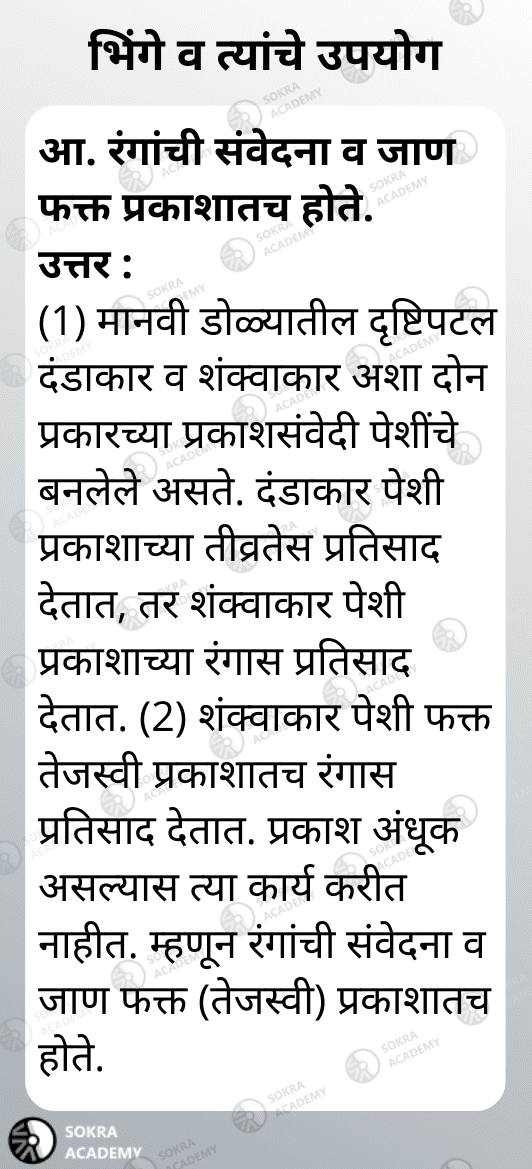 भिंगे व त्यांचे उपयोग
आ. रंगांची संवेदना व जाण
फक्त प्रकाशातच होते.
उत्तर :
(1) मानवी डोळ्यातील दृष्टिपटल
दंडाकार व शंक्वाकार अशा दोन
प्रकारच्या प्रकाशसंवेदी पेशींचे
बनलेले असते. दंडाकार पेशी
प्रकाशाच्या तीव्रतेस प्रतिसाद
देतात, तर शंक्वाकार पेशी
प्रकाशाच्या रंगास प्रतिसाद
देतात. (2) शंक्वाकार पेशी फक्त
तेजस्वी प्रकाशातच रंगास
प्रतिसाद देतात. प्रकाश अंधूक
असल्यास त्या कार्य करीत
नाहीत. म्हणून रंगांची संवेदना व
जाण फक्त (तेजस्वी) प्रकाशातच
होते.
SOKRA
ACADEMY